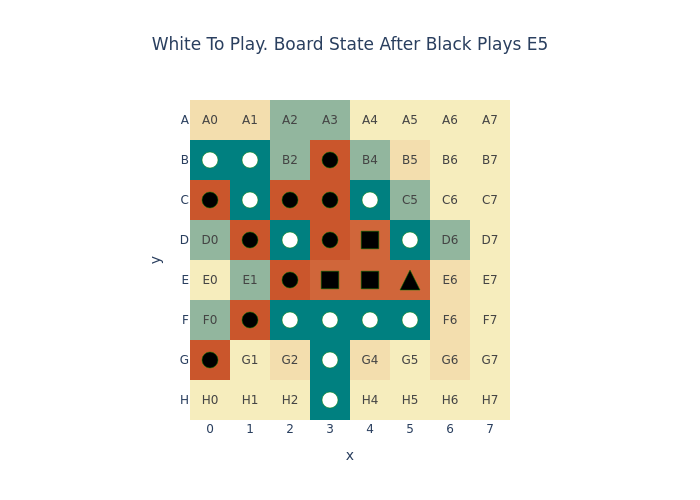 White To Play. Board State After Black Plays E5
A A0 A1 A2 A3 A4 A5 A6 A7
B B2 B4 B5 B6 B7
C C5 C6 C7
D D0 D6 D7
E E0 E1 E6 E7
F F0 F6 F7
G G1 G2 G4 G5 G6 G7
H H0 H1 H2 H4 H5 H6 H7
0 1 2 3 4 5 6 7
x
y